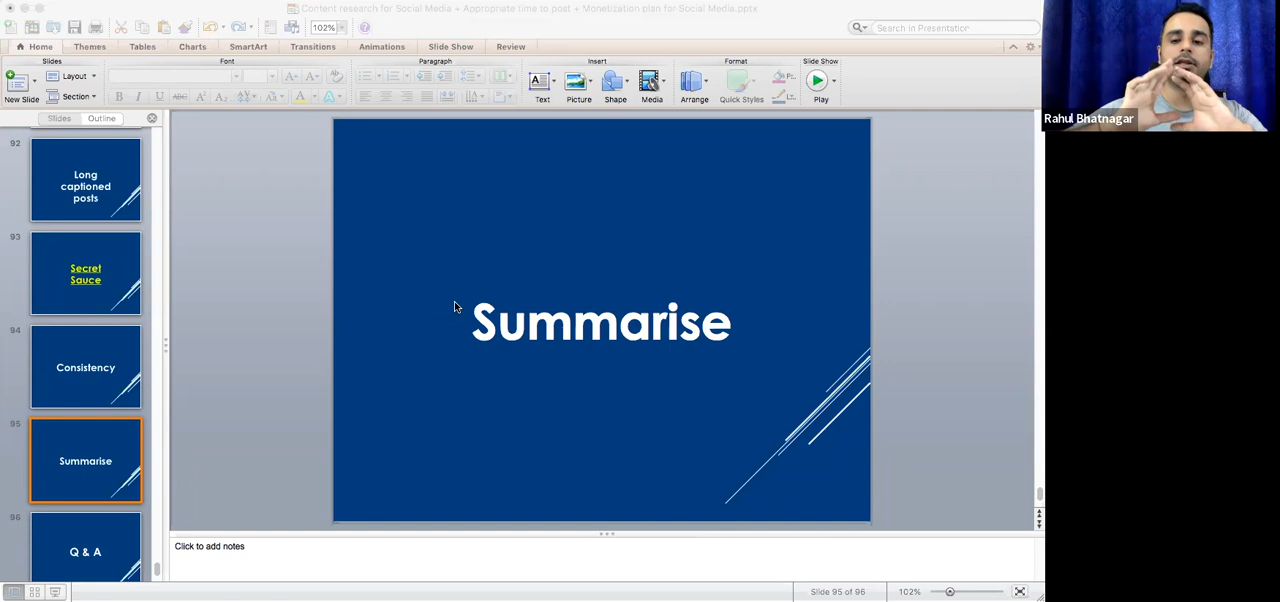 Content research for Social Media + Appropriate time to post + Monetization plan for Social Media.pptx
102%
Search in Presentation
Home Themes Tables Charts SmartArt Transitions Animations Slide Show Review
Slides Font Paragraph Insert Format Slide Show
Layout
Section
New Slide
B I U ABC A² A₂
Text Picture Shape Media Arrange Quick Styles Play
Slides Outline
92
Long
captioned
posts
93
Secret
Sauce
94
Consistency
95
Summarise
96
Q & A
Summarise
Click to add notes
Slide 95 of 96 102%
Rahul Bhatnagar